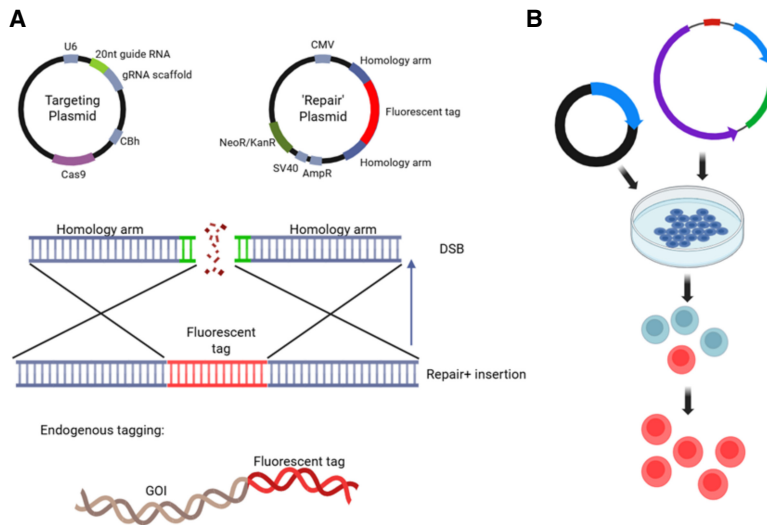 A
U6
20nt guide RNA
gRNA scaffold
Targeting
Plasmid
CBh
Cas9
CMV
Homology arm
'Repair'
Plasmid
Fluorescent tag
NeoR/KanR
SV40
AmpR
Homology arm
Homology arm
Homology arm
DSB
Fluorescent
tag
Repair+ insertion
Endogenous tagging:
GOI
Fluorescent tag
B